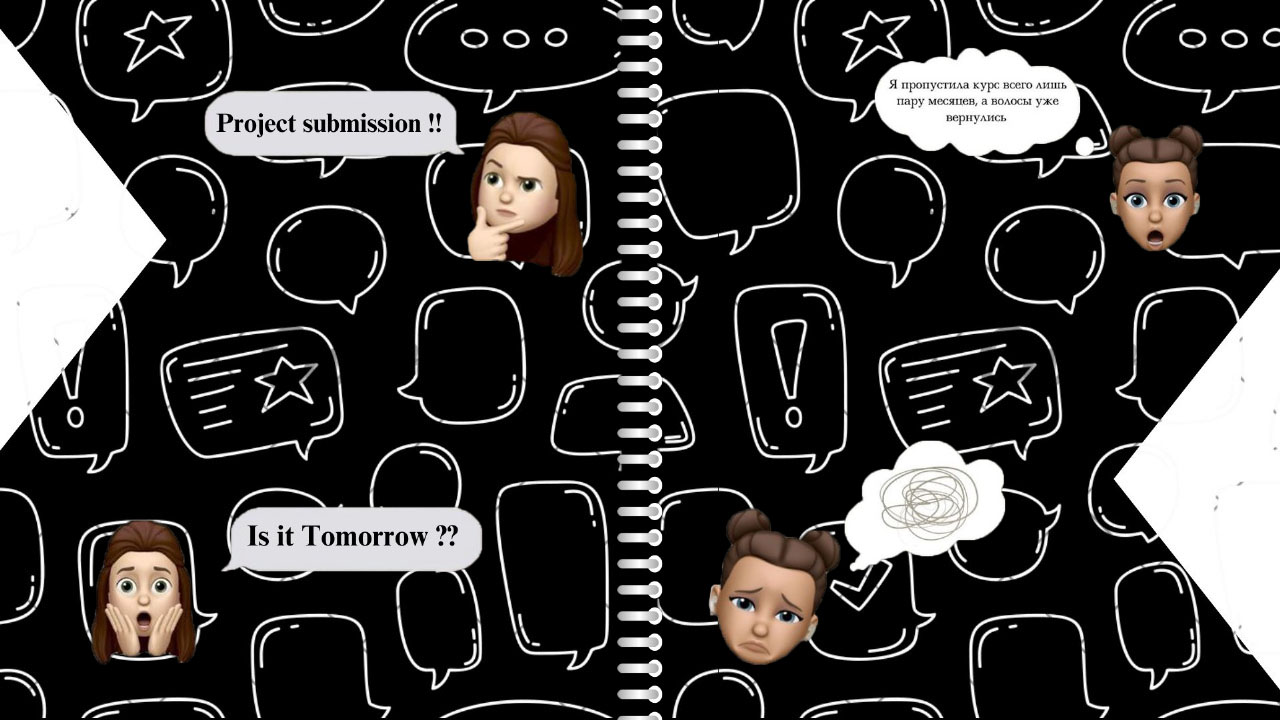 Project submission !!
Я пропустила курс всего лишь
пару месяцев, а волосы уже
вернулись
Is it Tomorrow ??